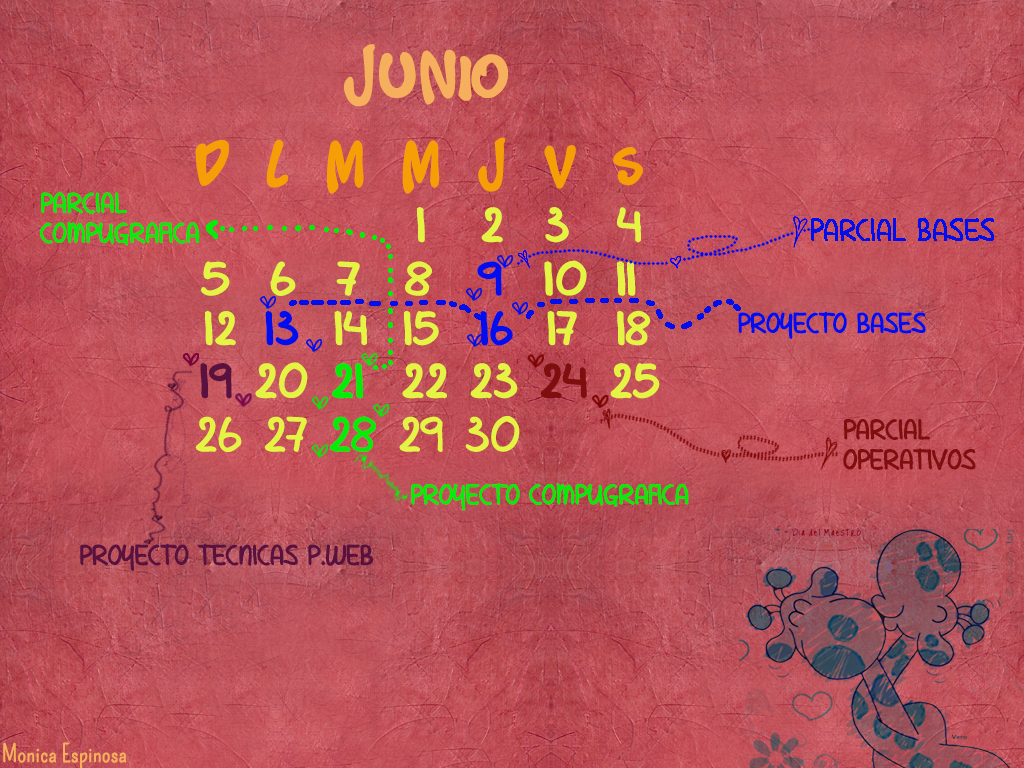 JUNIO
D L M M J V S
PARCIAL
COMPUGRAFICA
1 2 3 4
PARCIAL BASES
5 6 7 8 9 10 11
12 13 14 15 16 17 18
PROYECTO BASES
19 20 21 22 23 24 25
26 27 28 29 30
PARCIAL
OPERATIVOS
PROYECTO COMPUGRAFICA
PROYECTO TECNICAS P.WEB
Dia del Maestro
Monica Espinosa